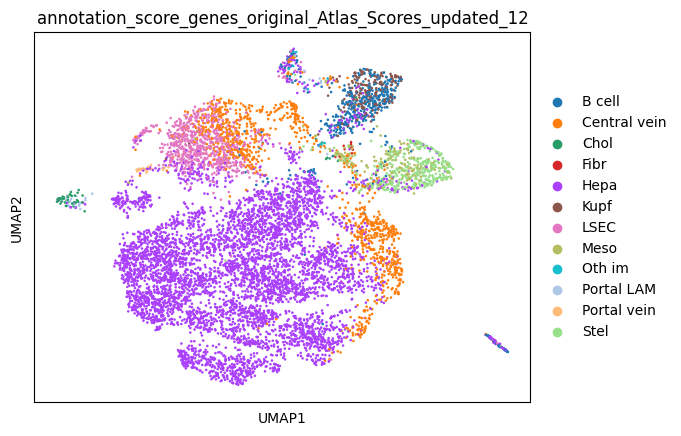 annotation_score_genes_original_Atlas_Scores_updated_12
UMAP2
UMAP1
B cell
Central vein
Chol
Fibr
Hepa
Kupf
LSEC
Meso
Oth im
Portal LAM
Portal vein
Stel